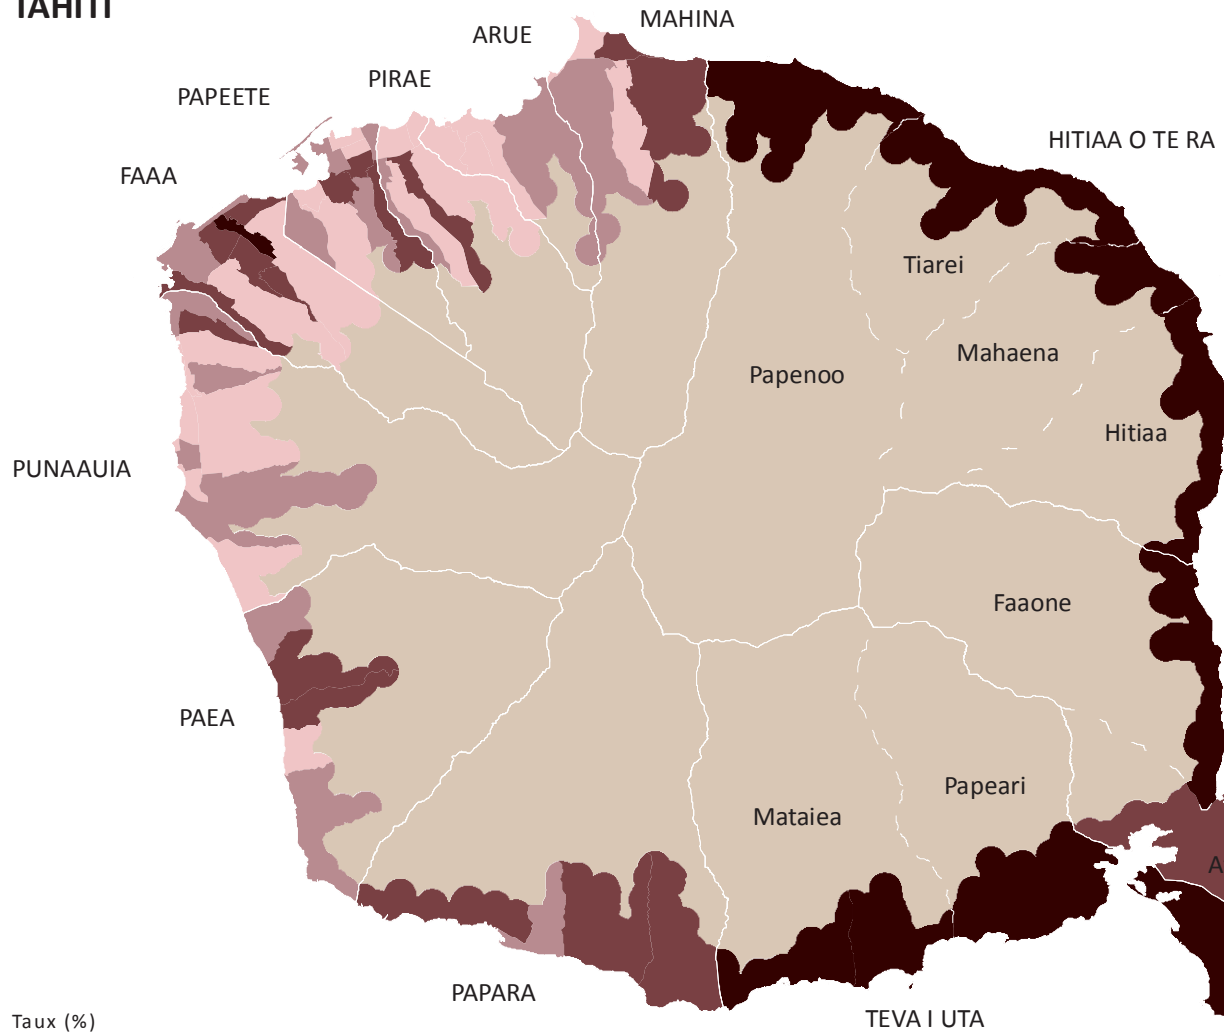 TAHITI
MAHINA
ARUE
PIRAE
PAPEETE
HITIAA O TE RA
FAAA
Tiarei
Mahaena
Papenoo
Hitiaa
PUNAAUIA
Faaone
PAEA
Papeari
Mataiea
A
PAPARA
TEVA I UTA
Taux (%)